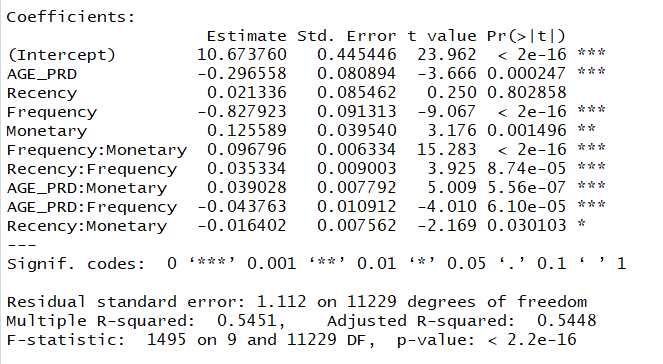 Coefficients:
Estimate Std. Error t value Pr(>|t|)
(Intercept) 10.673760 0.445446 23.962 < 2e-16 ***
AGE_PRD -0.296558 0.080894 -3.666 0.000247 ***
Recency 0.021336 0.085462 0.250 0.802858
Frequency -0.827923 0.091313 -9.067 < 2e-16 ***
Monetary 0.125589 0.039540 3.176 0.001496 **
Frequency:Monetary 0.096796 0.006334 15.283 < 2e-16 ***
Recency:Frequency 0.035334 0.009003 3.925 8.74e-05 ***
AGE_PRD:Monetary 0.039028 0.007792 5.009 5.56e-07 ***
AGE_PRD:Frequency -0.043763 0.010912 -4.010 6.10e-05 ***
Recency:Monetary -0.016402 0.007562 -2.169 0.030103 *
---
Signif. codes: 0 ‘***’ 0.001 ‘**’ 0.01 ‘*’ 0.05 ‘.’ 0.1 ‘ ’ 1
Residual standard error: 1.112 on 11229 degrees of freedom
Multiple R-squared: 0.5451, Adjusted R-squared: 0.5448
F-statistic: 1495 on 9 and 11229 DF, p-value: < 2.2e-16